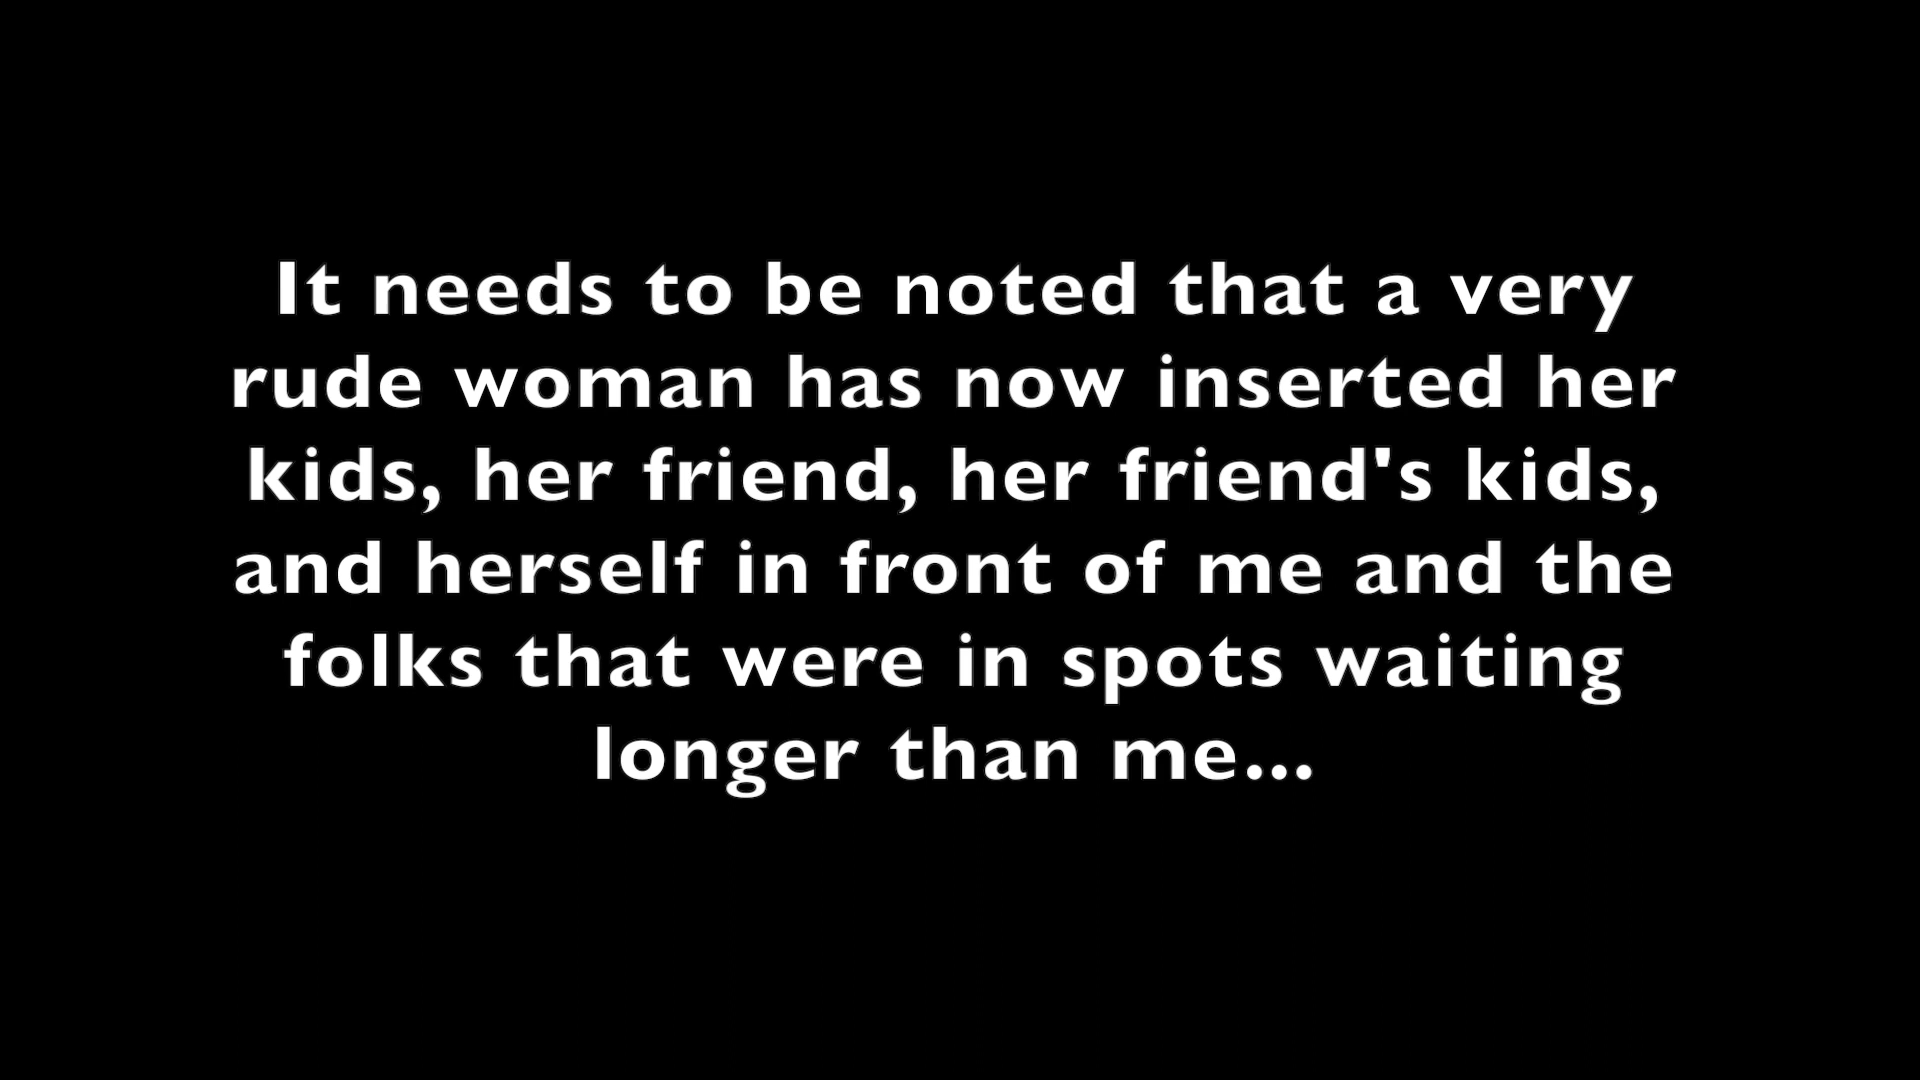 It needs to be noted that a very
rude woman has now inserted her
kids, her friend, her friend's kids,
and herself in front of me and the
folks that were in spots waiting
longer than me...